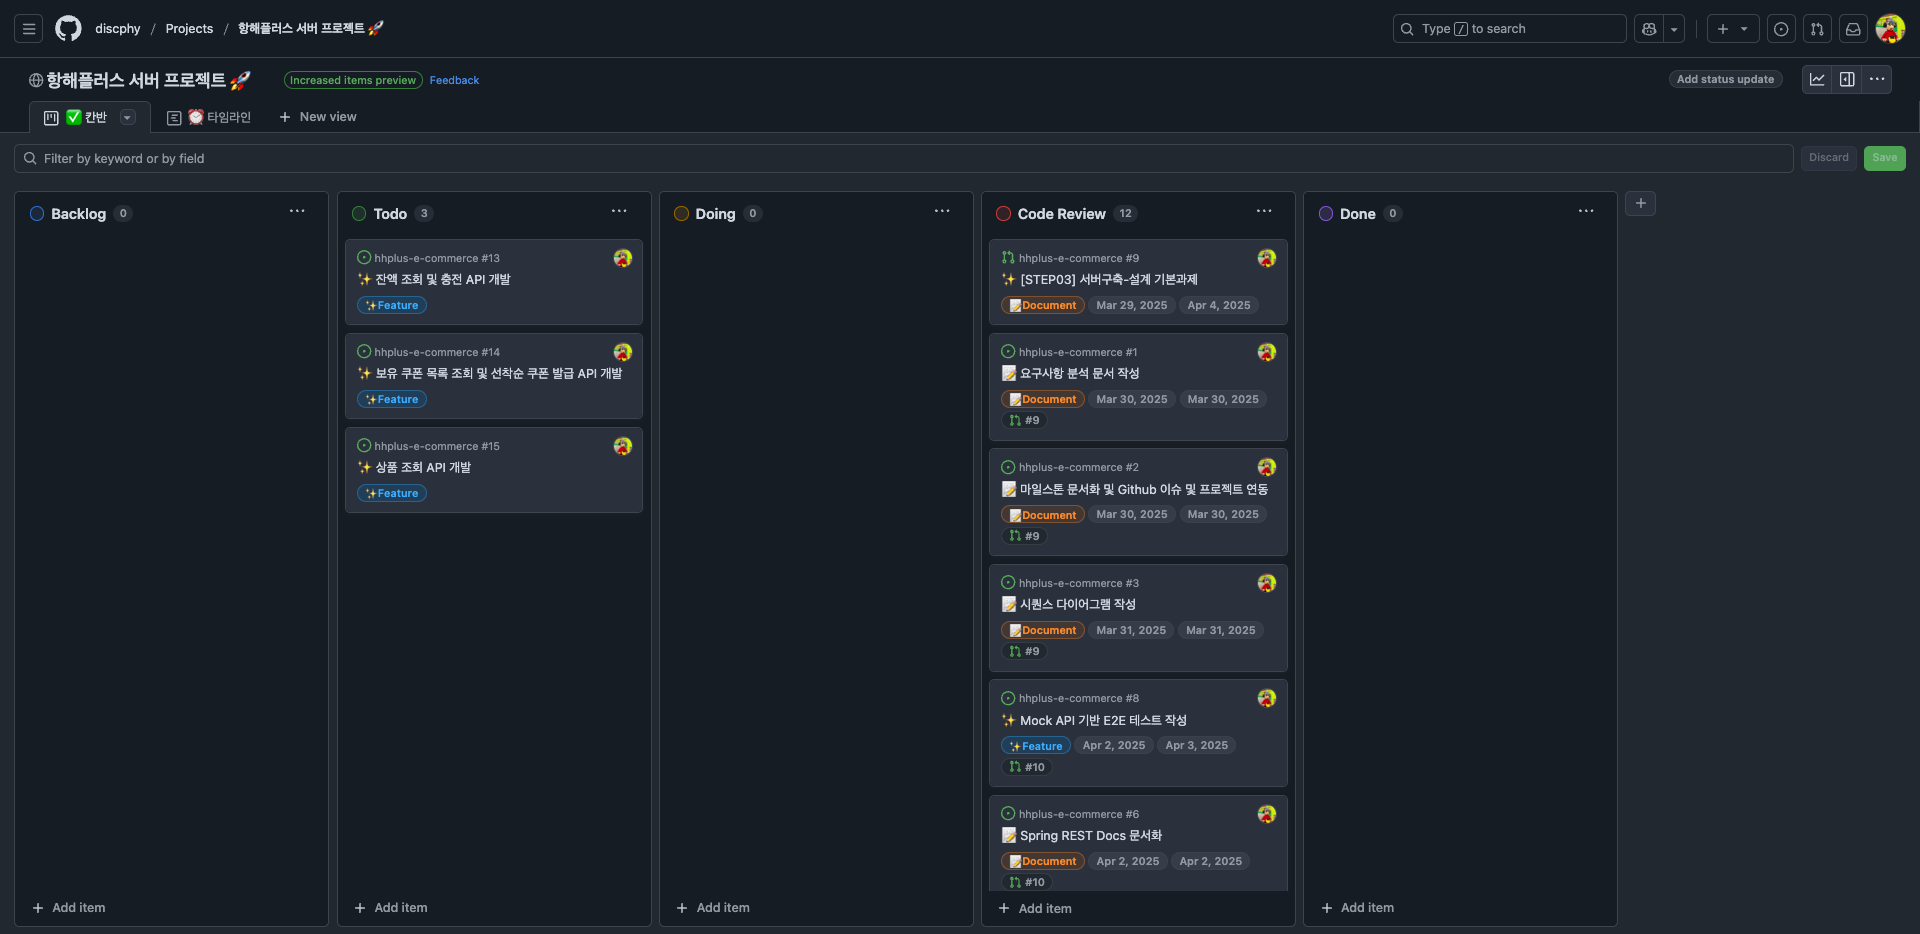 discphy / Projects / 항해플러스 서버 프로젝트 🚀
Type / to search
항해플러스 서버 프로젝트 🚀
Increased items preview
Feedback
Add status update
✅ 칸반
⏰ 타임라인
New view
Filter by keyword or by field
Discard
Save
Backlog 0
Add item
Todo 3
hhplus-e-commerce #13
✨ 잔액 조회 및 충전 API 개발
✨Feature
hhplus-e-commerce #14
✨ 보유 쿠폰 목록 조회 및 선착순 쿠폰 발급 API 개발
✨Feature
hhplus-e-commerce #15
✨ 상품 조회 API 개발
✨Feature
Add item
Doing 0
Add item
Code Review 12
hhplus-e-commerce #9
✨ [STEP03] 서버구축-설계 기본과제
📝Document Mar 29, 2025 Apr 4, 2025
hhplus-e-commerce #1
📝 요구사항 분석 문서 작성
📝Document Mar 30, 2025 Mar 30, 2025
#9
hhplus-e-commerce #2
📝 마일스톤 문서화 및 Github 이슈 및 프로젝트 연동
📝Document Mar 30, 2025 Mar 30, 2025
#9
hhplus-e-commerce #3
📝 시퀀스 다이어그램 작성
📝Document Mar 31, 2025 Mar 31, 2025
#9
hhplus-e-commerce #8
✨ Mock API 기반 E2E 테스트 작성
✨Feature Apr 2, 2025 Apr 3, 2025
#10
hhplus-e-commerce #6
📝 Spring REST Docs 문서화
📝Document Apr 2, 2025 Apr 2, 2025
#10
Add item
Done 0
Add item